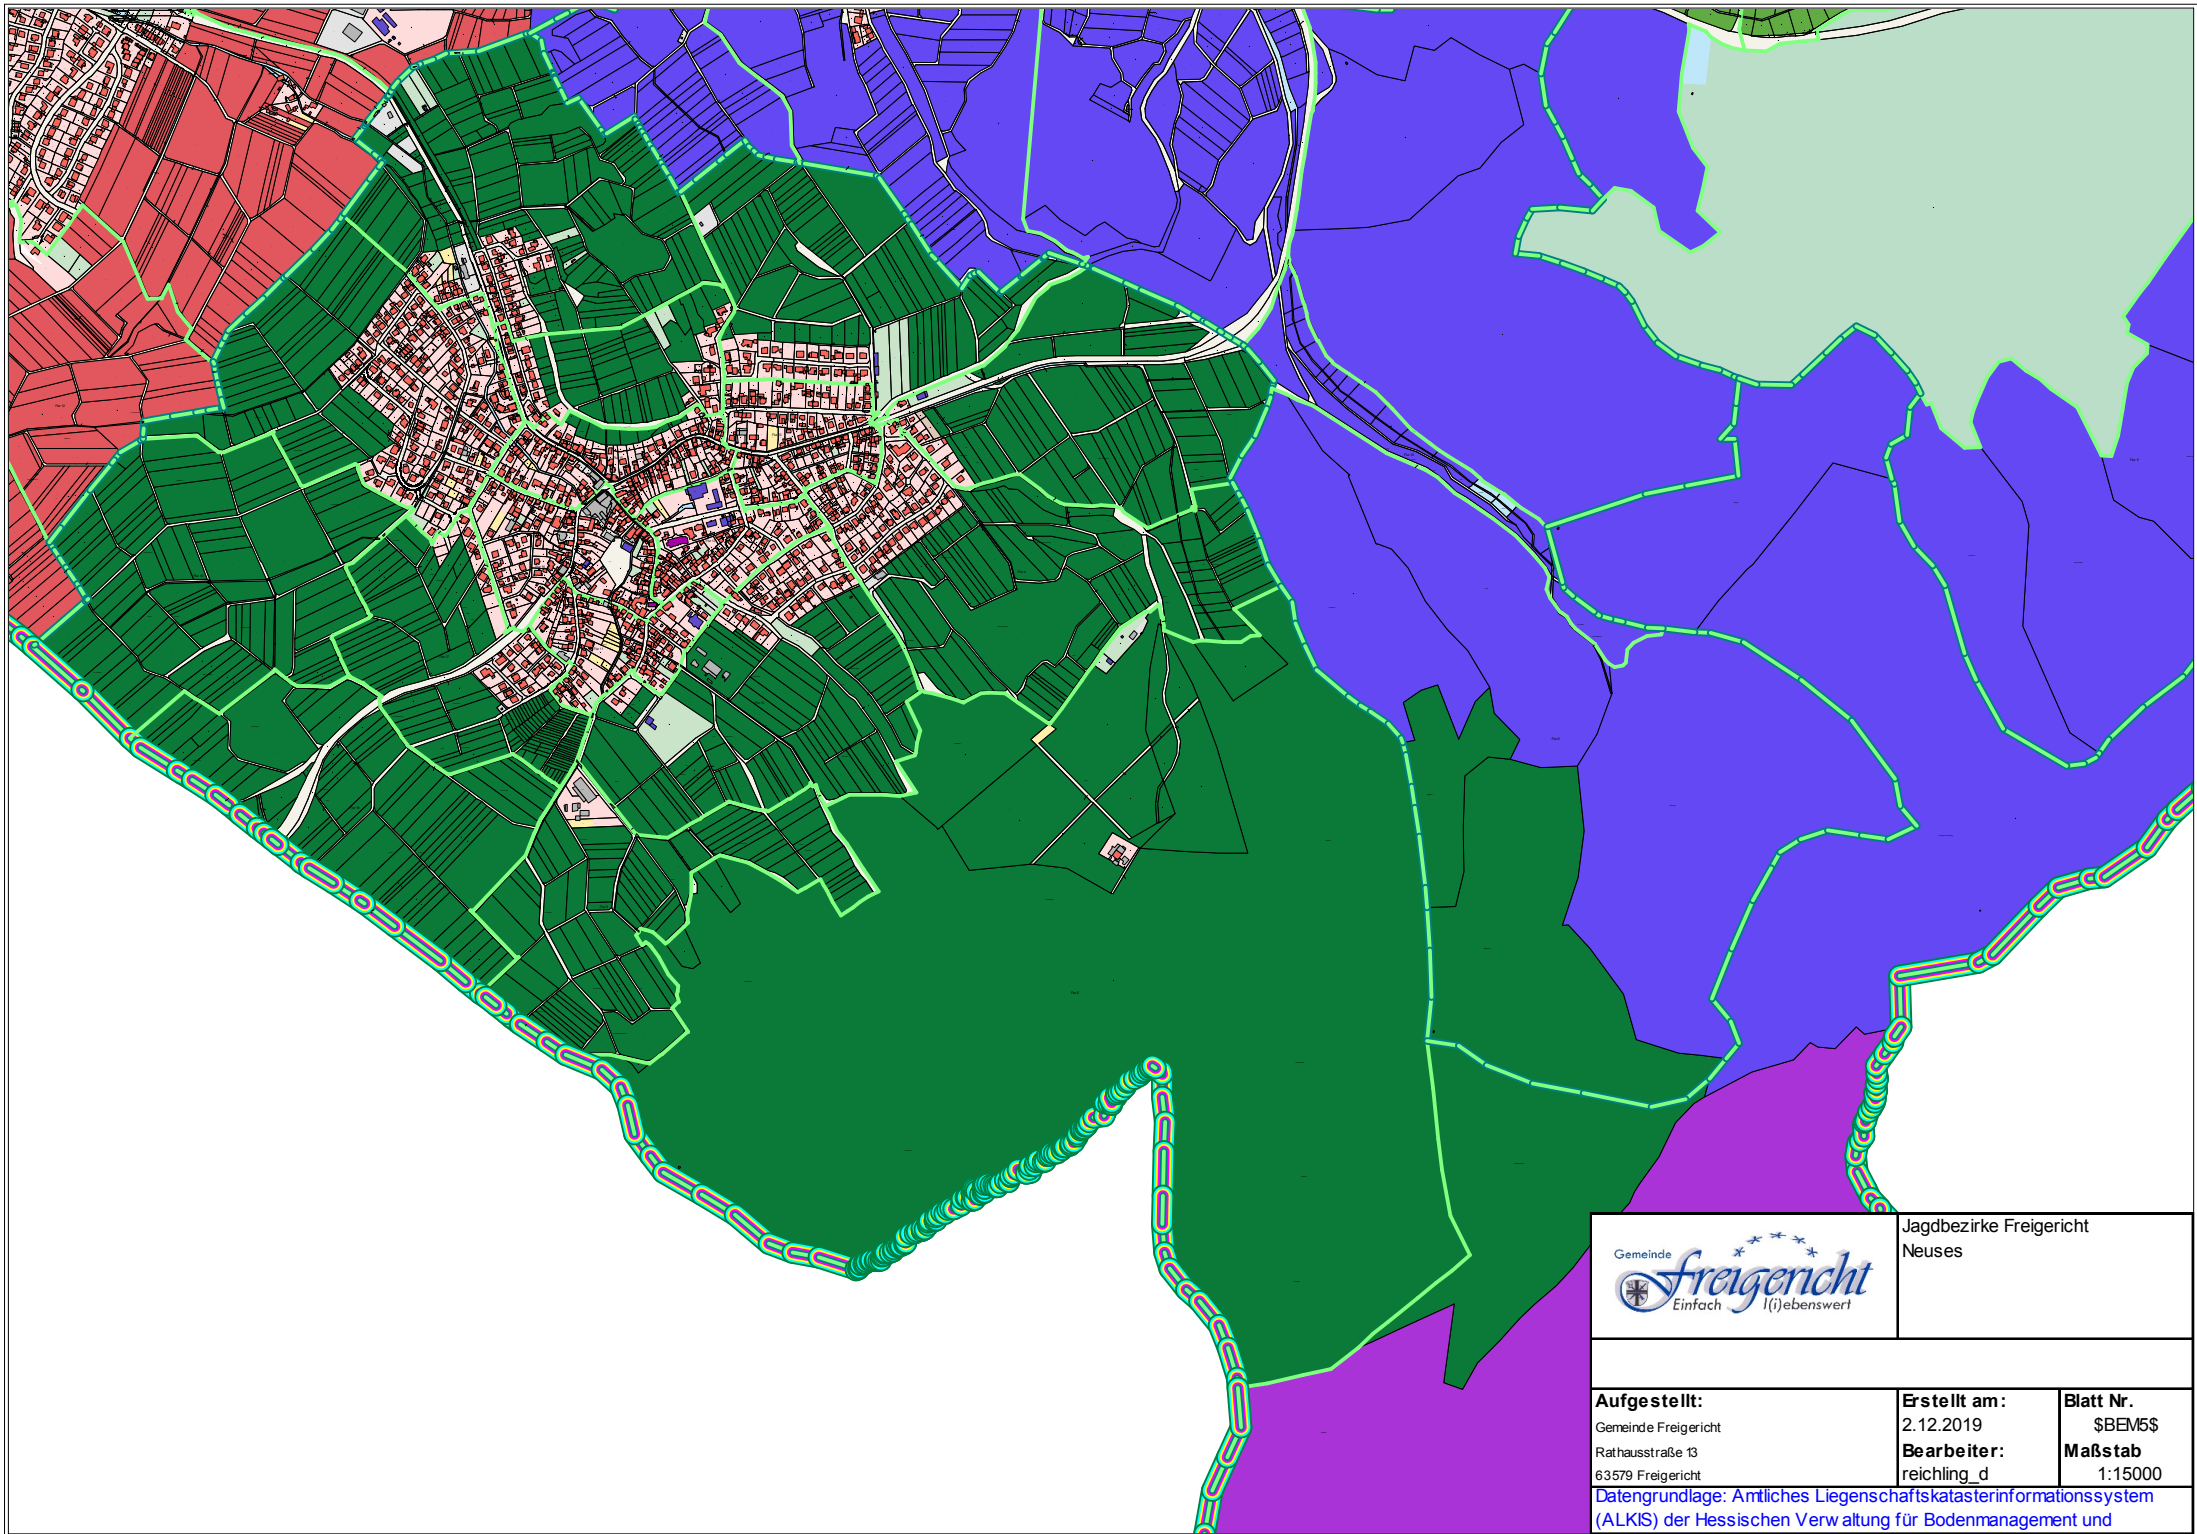 Gemeinde
freigericht
Einfach l(i)ebenswert
Jagdbezirke Freigericht
Neuses
Aufgestellt:
Gemeinde Freigericht
Rathausstraße 13
63579 Freigericht
Erstellt am:
2.12.2019
Bearbeiter:
reichling_d
Blatt Nr.
$BEM5$
Maßstab
1:15000
Datengrundlage: Amtliches Liegenschaftskatasterinformationssystem
(ALKIS) der Hessischen Verwaltung für Bodenmanagement und